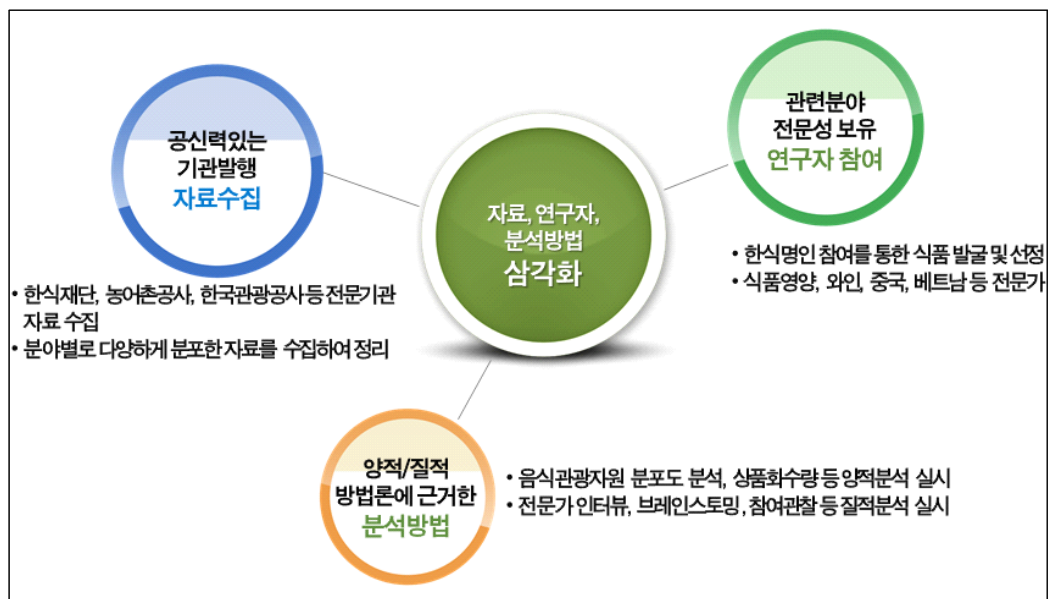 공신력있는
기관발행
자료수집
• 한식재단, 농어촌공사, 한국관광공사 등 전문기관
자료 수집
• 분야별로 다양하게 분포한 자료를 수집하여 정리
자료, 연구자,
분석방법
삼각화
관련분야
전문성 보유
연구자 참여
• 한식명인 참여를 통한 식품 발굴 및 선정
• 식품영양, 와인, 중국, 베트남 등 전문가
양적/질적
방법론에 근거한
분석방법
• 음식관광자원 분포도 분석, 상품화수량 등 양적분석 실시
• 전문가 인터뷰, 브레인스토밍, 참여관찰 등 질적분석 실시